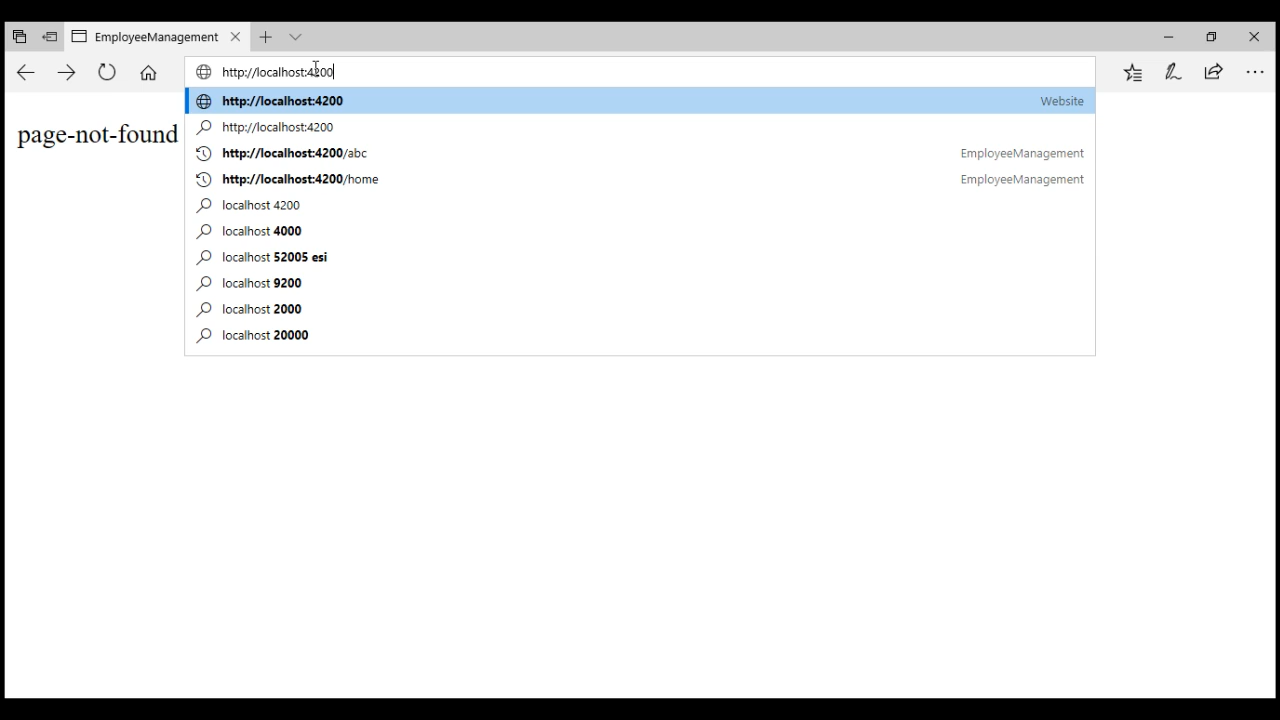 EmployeeManagement
http://localhost:4200
http://localhost:4200 Website
http://localhost:4200
http://localhost:4200/abc EmployeeManagement
http://localhost:4200/home EmployeeManagement
localhost 4200
localhost 4000
localhost 52005 esi
localhost 9200
localhost 2000
localhost 20000
page-not-found